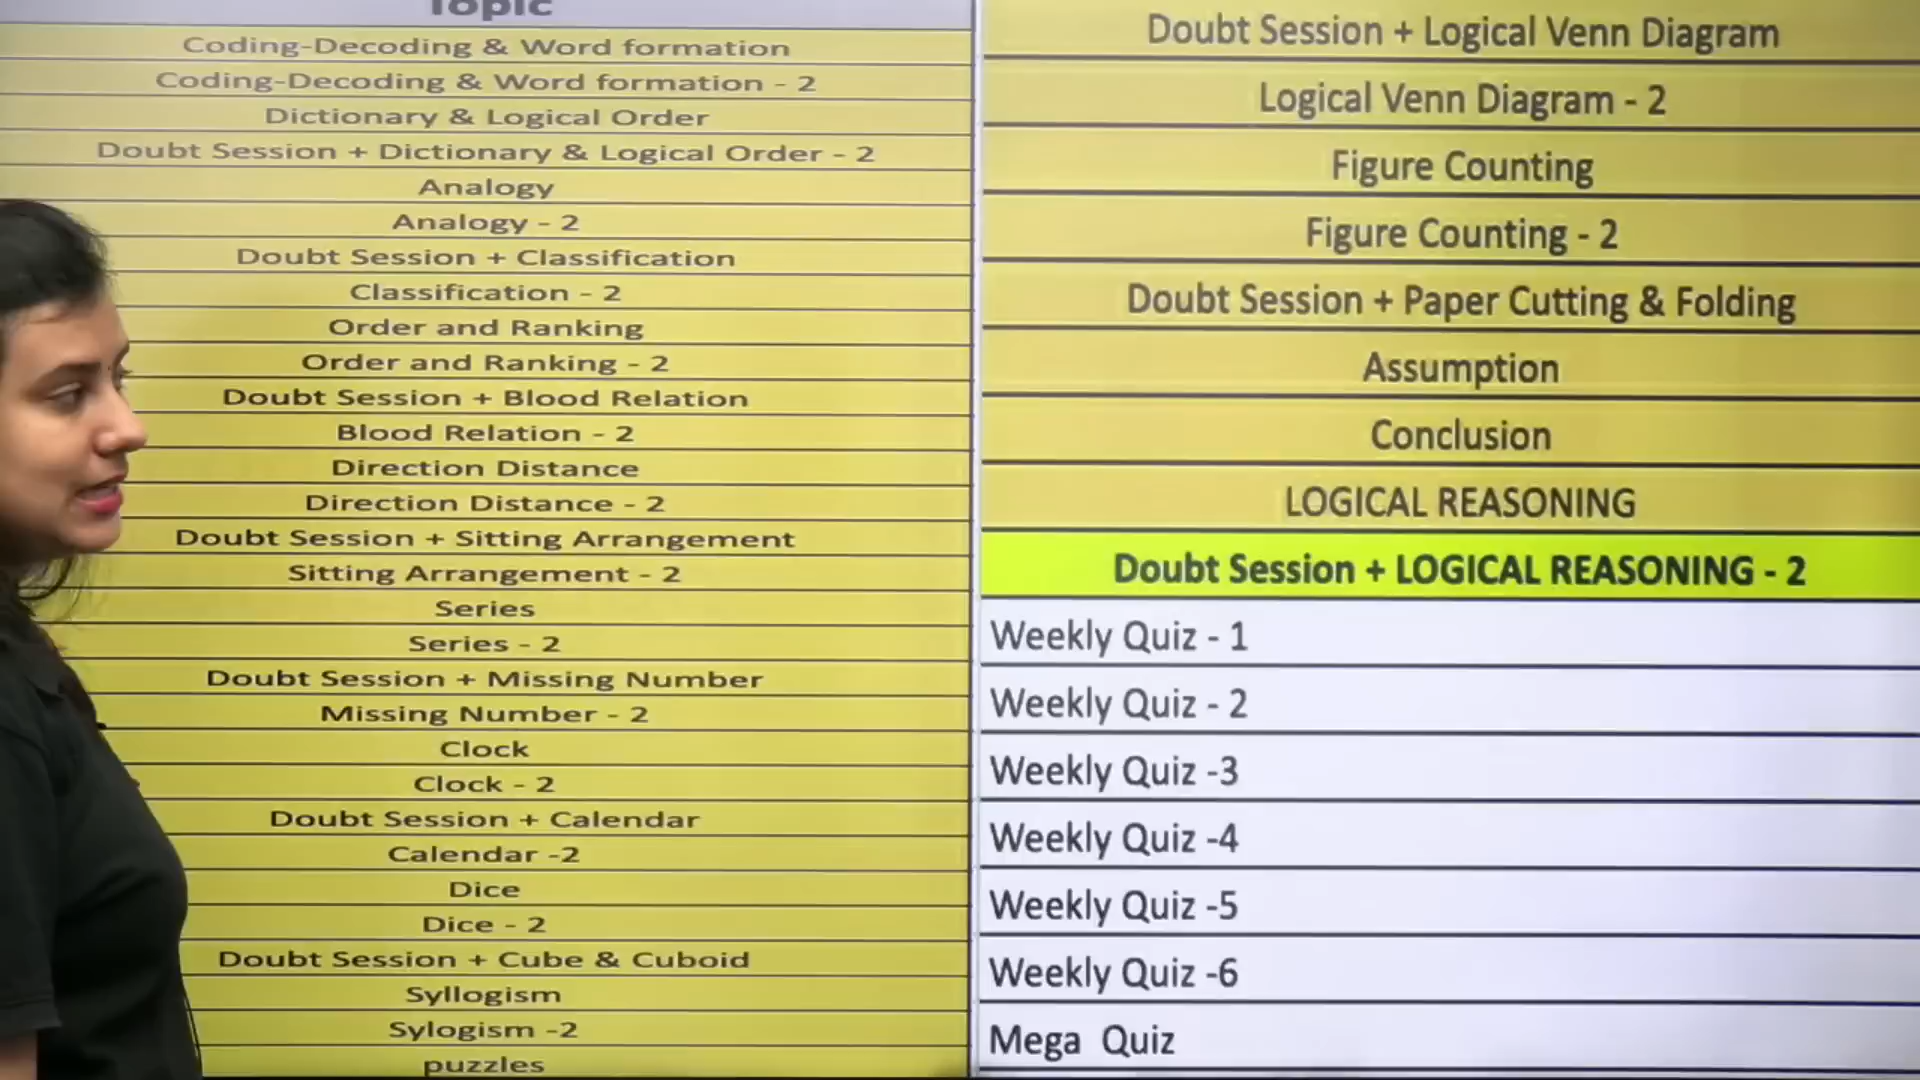 Topic
Coding-Decoding & Word formation
Coding-Decoding & Word formation - 2
Dictionary & Logical Order
Doubt Session + Dictionary & Logical Order - 2
Analogy
Analogy - 2
Doubt Session + Classification
Classification - 2
Order and Ranking
Order and Ranking - 2
Doubt Session + Blood Relation
Blood Relation - 2
Direction Distance
Direction Distance - 2
Doubt Session + Sitting Arrangement
Sitting Arrangement - 2
Series
Series - 2
Doubt Session + Missing Number
Missing Number - 2
Clock
Clock - 2
Doubt Session + Calendar
Calendar -2
Dice
Dice - 2
Doubt Session + Cube & Cuboid
Syllogism
Sylogism -2
puzzles
Doubt Session + Logical Venn Diagram
Logical Venn Diagram - 2
Figure Counting
Figure Counting - 2
Doubt Session + Paper Cutting & Folding
Assumption
Conclusion
LOGICAL REASONING
Doubt Session + LOGICAL REASONING - 2
Weekly Quiz - 1
Weekly Quiz - 2
Weekly Quiz -3
Weekly Quiz -4
Weekly Quiz -5
Weekly Quiz -6
Mega Quiz